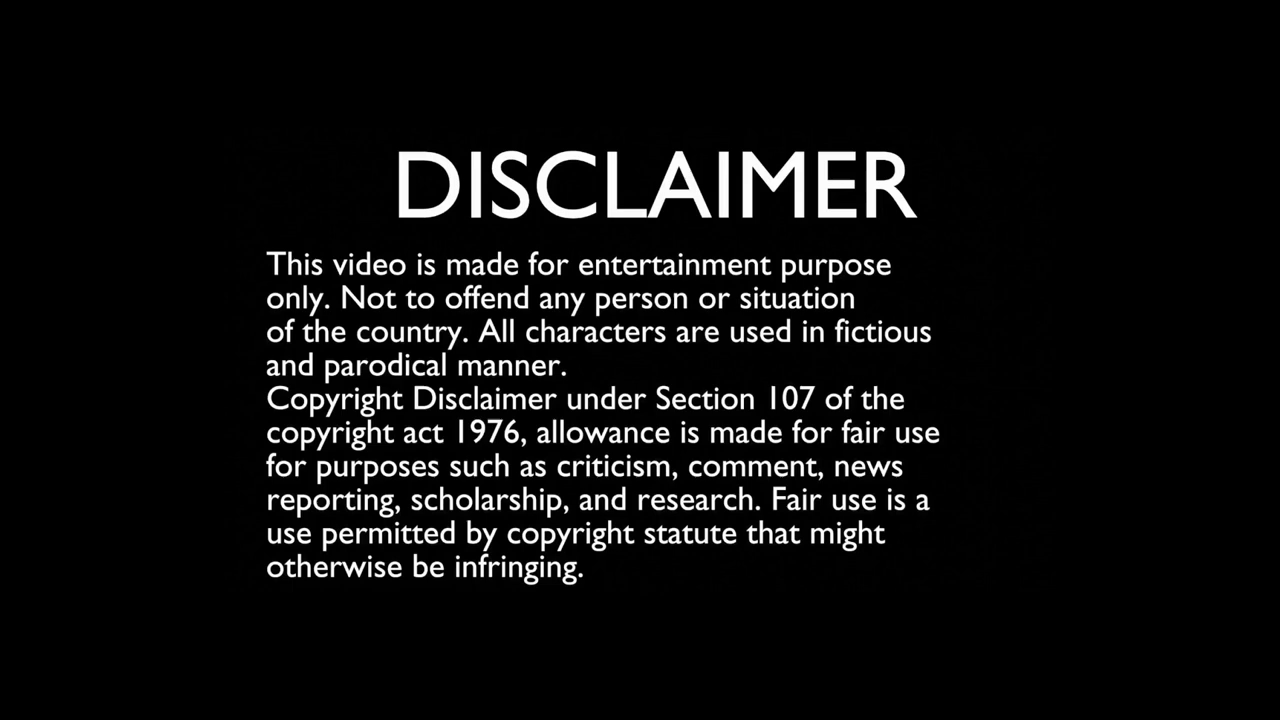 DISCLAIMER
This video is made for entertainment purpose
only. Not to offend any person or situation
of the country. All characters are used in fictious
and parodical manner.
Copyright Disclaimer under Section 107 of the
copyright act 1976, allowance is made for fair use
for purposes such as criticism, comment, news
reporting, scholarship, and research. Fair use is a
use permitted by copyright statute that might
otherwise be infringing.